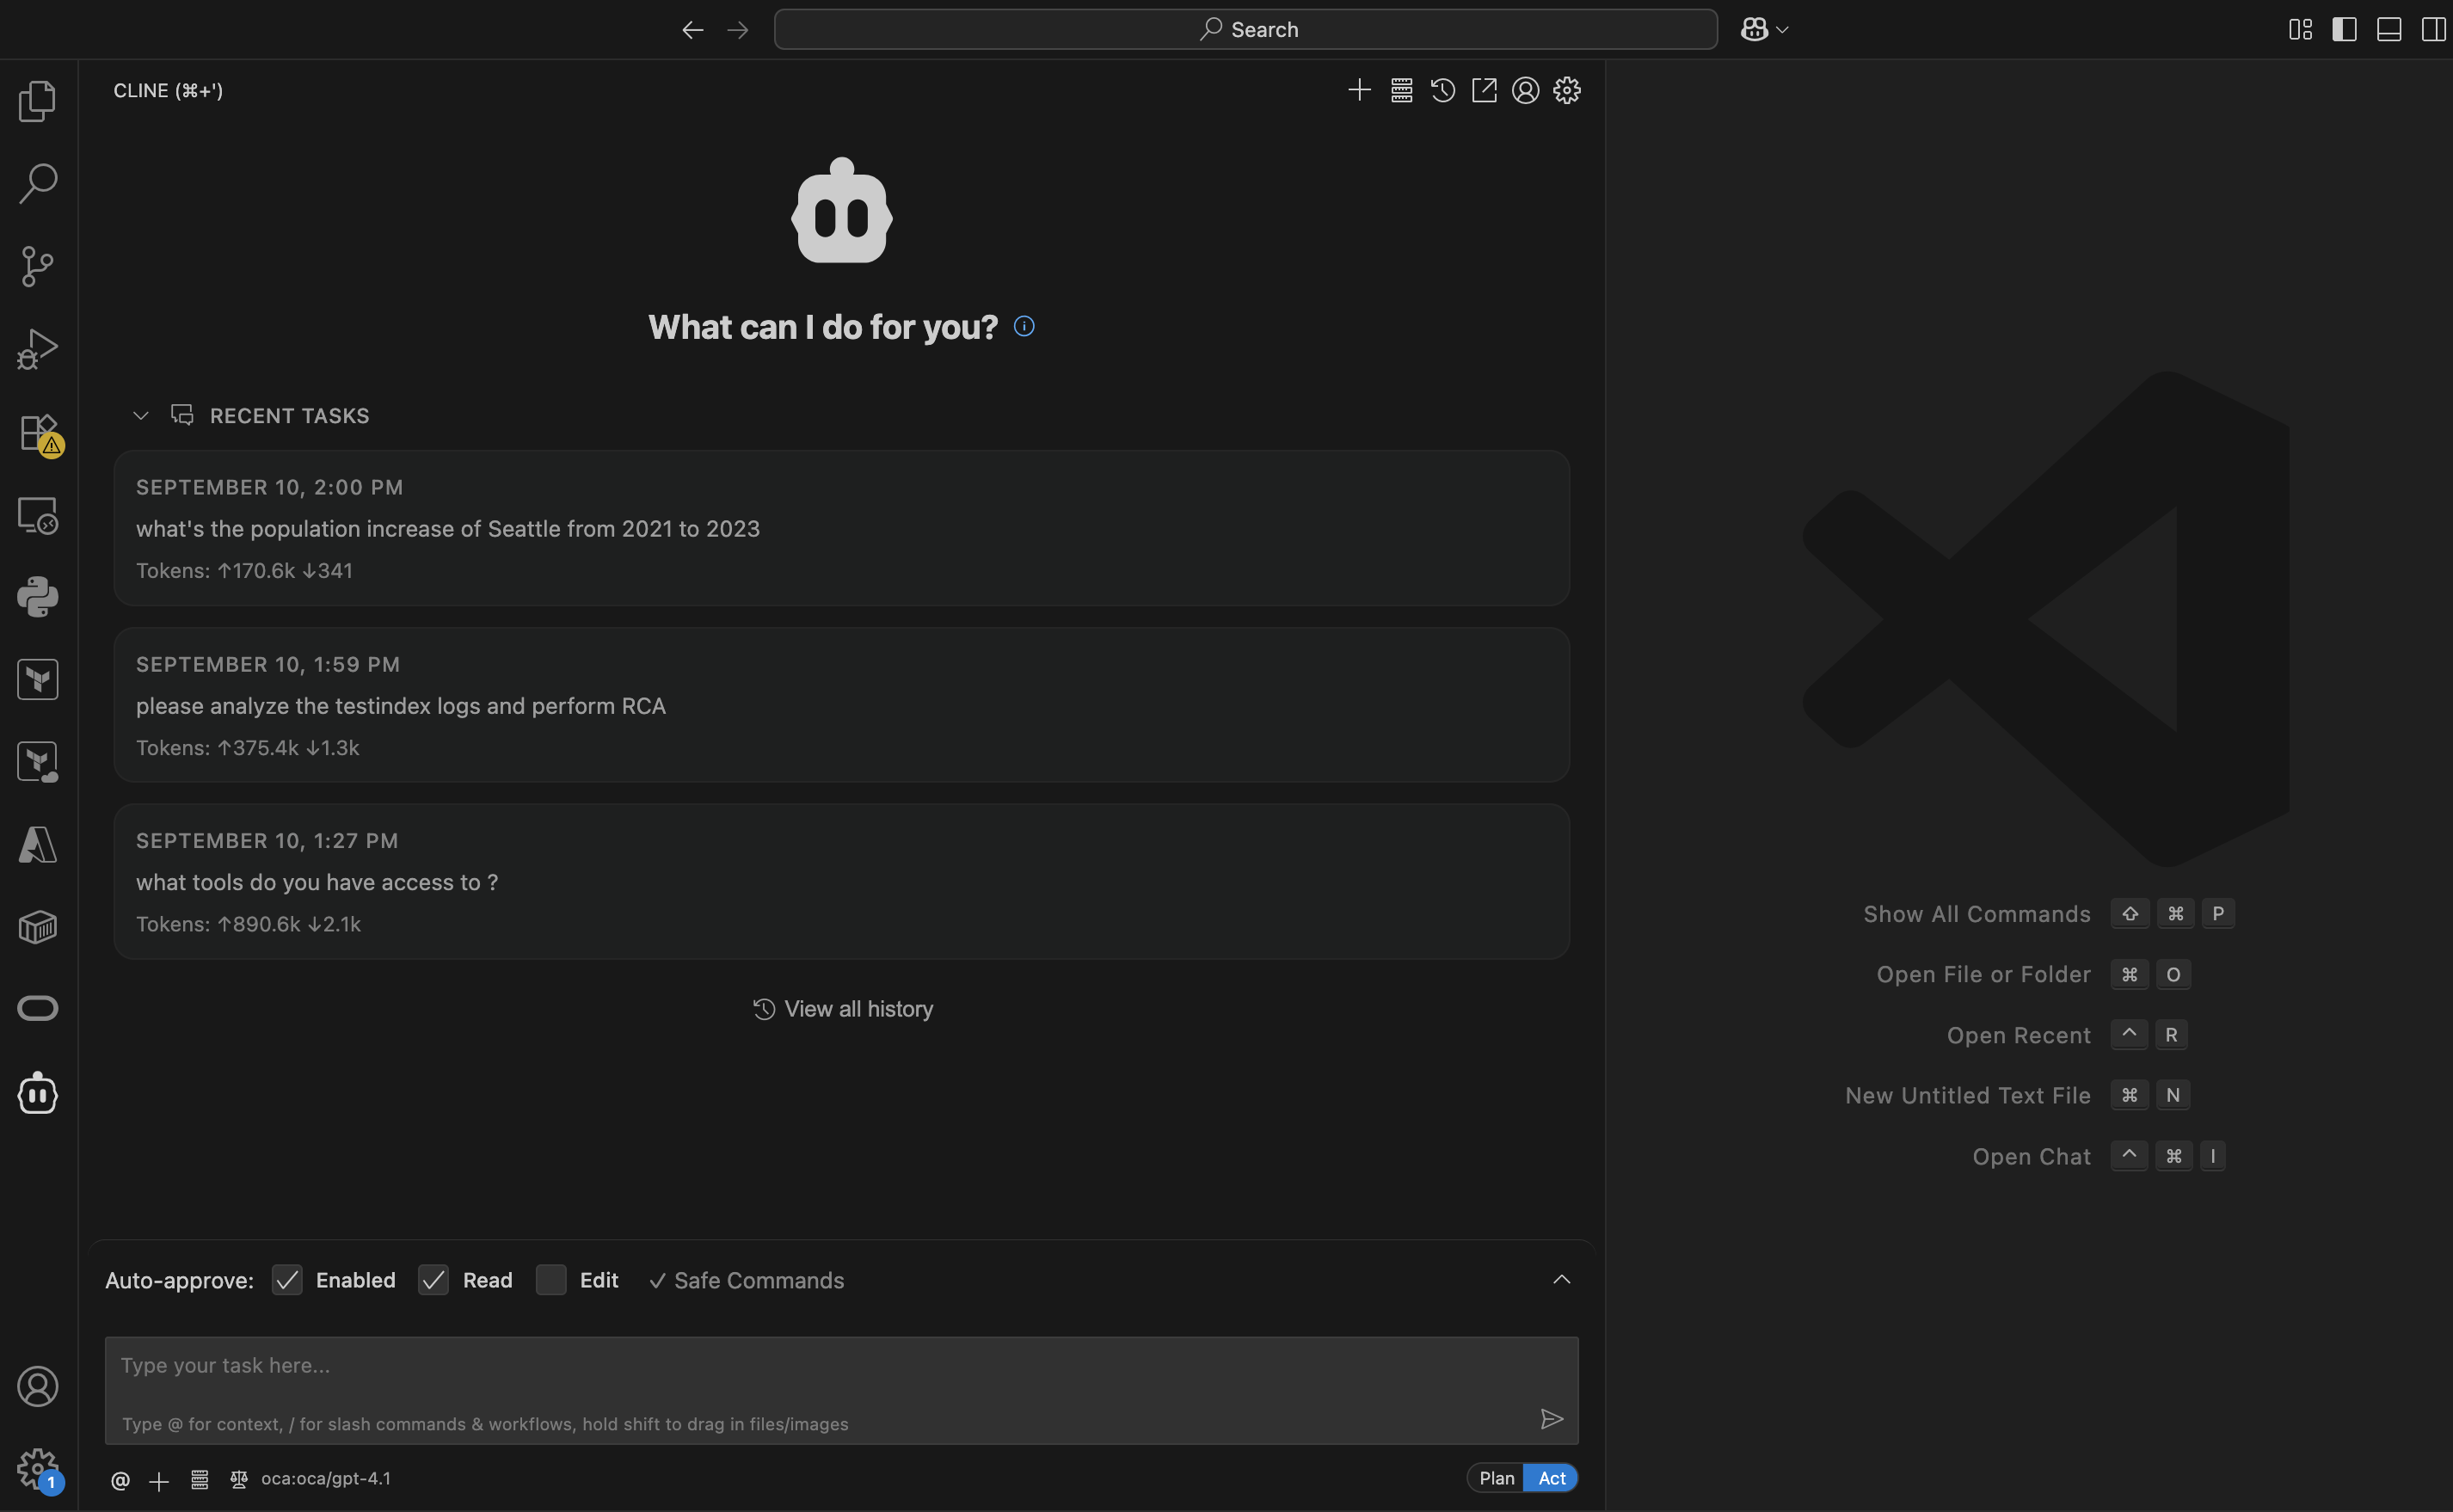 Search
CLINE (⌘+')
What can I do for you?
RECENT TASKS
SEPTEMBER 10, 2:00 PM
what's the population increase of Seattle from 2021 to 2023
Tokens: ↑170.6k ↓341
SEPTEMBER 10, 1:59 PM
please analyze the testindex logs and perform RCA
Tokens: ↑375.4k ↓1.3k
SEPTEMBER 10, 1:27 PM
what tools do you have access to ?
Tokens: ↑890.6k ↓2.1k
View all history
Auto-approve: Enabled Read Edit ✓ Safe Commands
Type your task here...
Type @ for context, / for slash commands & workflows, hold shift to drag in files/images
@ oca:oca/gpt-4.1
Plan Act
1
Show All Commands ⇧ ⌘ P
Open File or Folder ⌘ O
Open Recent ^ R
New Untitled Text File ⌘ N
Open Chat ^ ⌘ I